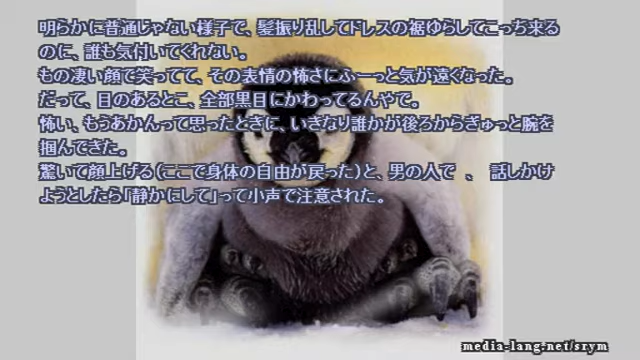 明らかに普通じゃない様子で、髪振り乱してドレスの裾ゆらしてこっち来る
のに、誰も気付いてくれない。
もの凄い顔で笑ってて、その表情の怖さにふーっと気が遠くなった。
だって、目のあるとこ、全部黒目にかわってるんやで。
怖い、もうあかんって思ったときに、いきなり誰かが後ろからぎゅっと腕を
掴んできた。
驚いて顔上げる（ここで身体の自由が戻った）と、男の人で 、 話しかけ
ようとしたら「静かにして」って小声で注意された。
media-lang.net/srym